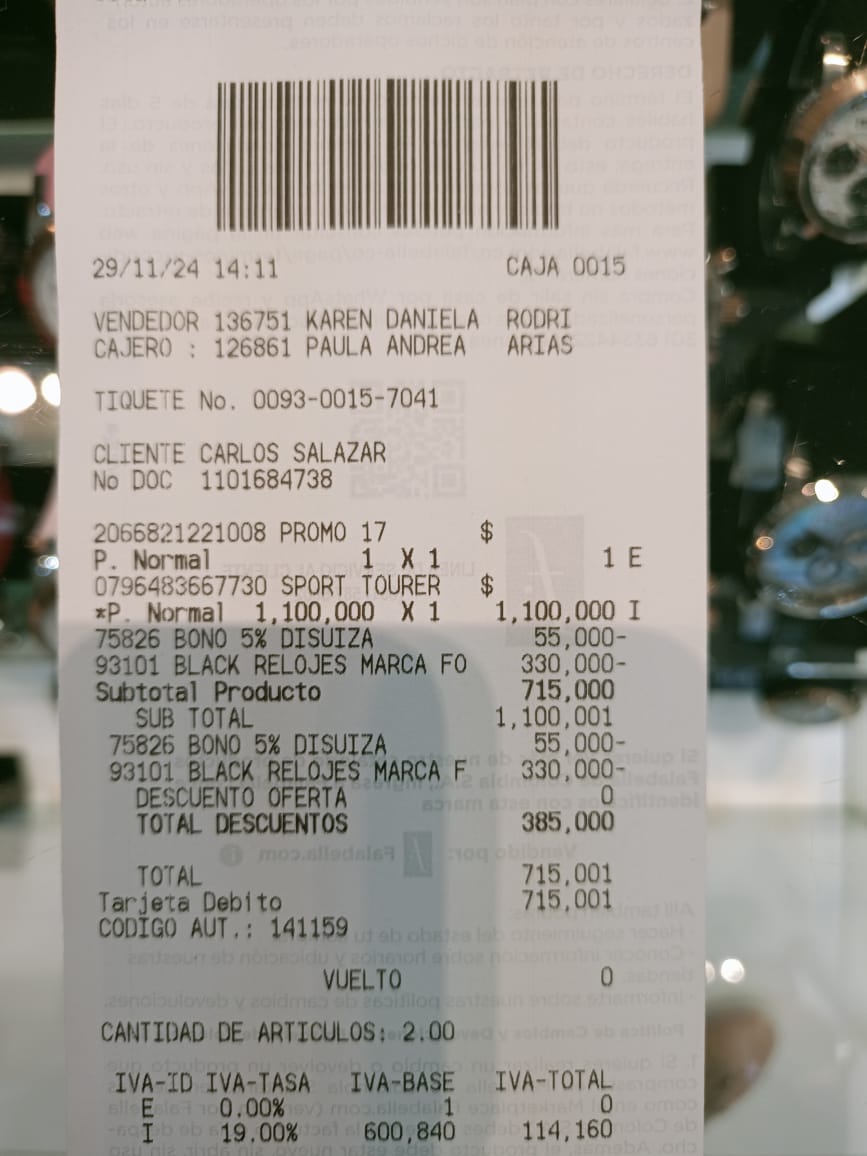 29/11/24 14:11 CAJA 0015
VENDEDOR 136751 KAREN DANIELA RODRI
CAJERO : 126861 PAULA ANDREA ARIAS
TIQUETE No. 0093-0015-7041
CLIENTE CARLOS SALAZAR
No DOC 1101684738
2066821221008 PROMO 17 $
P. Normal 1 X 1 1 E
0796483667730 SPORT TOURER $
*P. Normal 1,100,000 X 1 1,100,000 I
75826 BONO 5% DISUIZA 55,000-
93101 BLACK RELOJES MARCA FO 330,000-
Subtotal Producto 715,000
SUB TOTAL 1,100,001
75826 BONO 5% DISUIZA 55,000-
93101 BLACK RELOJES MARCA F 330,000-
DESCUENTO OFERTA 0
TOTAL DESCUENTOS 385,000
TOTAL 715,001
Tarjeta Debito 715,001
CODIGO AUT.: 141159
VUELTO 0
CANTIDAD DE ARTICULOS: 2.00
IVA-ID IVA-TASA IVA-BASE IVA-TOTAL
E 0.00% 1 0
I 19.00% 600,840 114,160